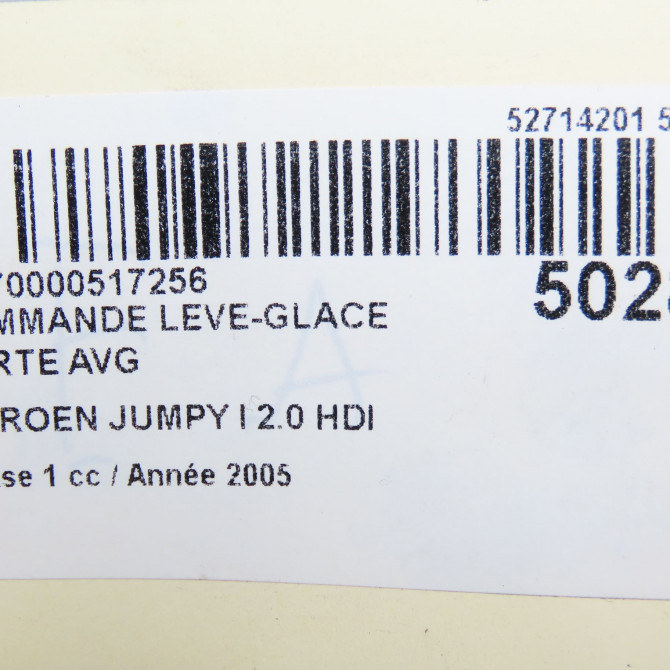 52714201 5
70000517256
MMANDE LEVE-GLACE
RTE AVG
ROEN JUMPY I 2.0 HDI
se 1 cc / Année 2005
502